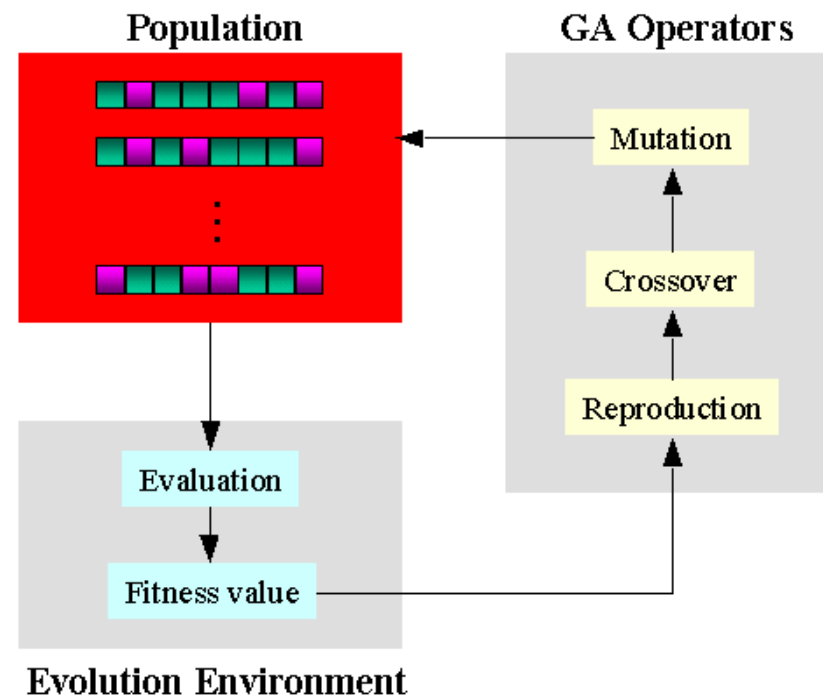 Population
GA Operators
Mutation
Crossover
Reproduction
Evaluation
Fitness value
Evolution Environment